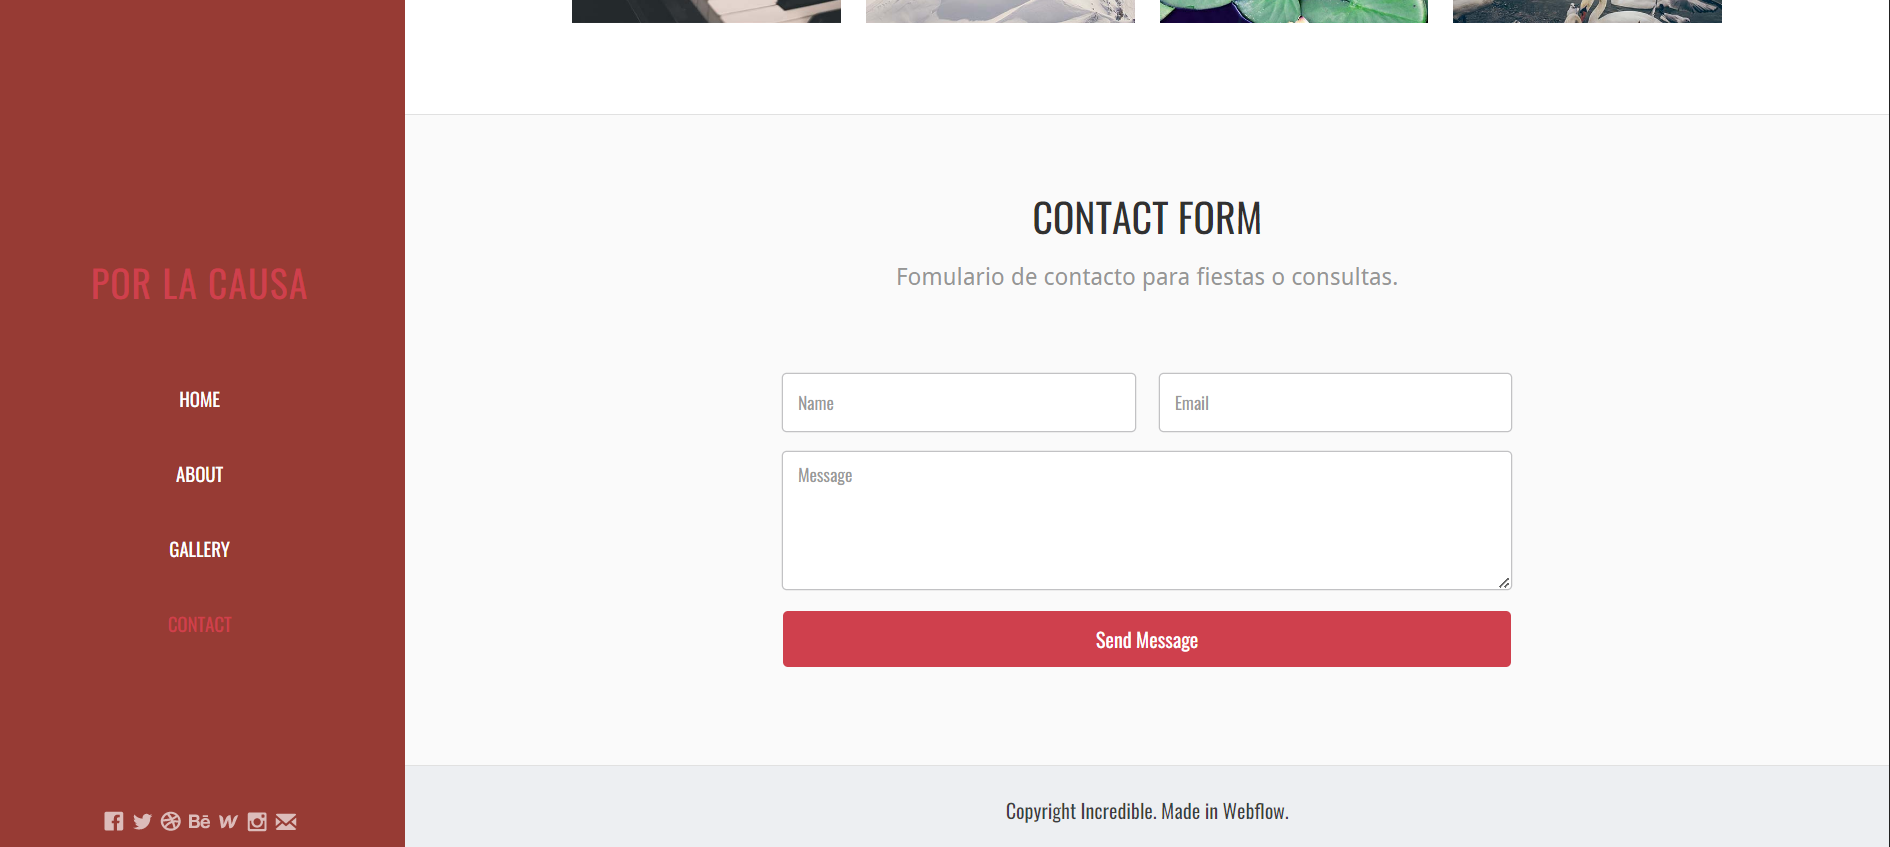 POR LA CAUSA
HOME
ABOUT
GALLERY
CONTACT
Bē
CONTACT FORM
Fomulario de contacto para fiestas o consultas.
Name
Email
Message
Send Message
Copyright Incredible. Made in Webflow.